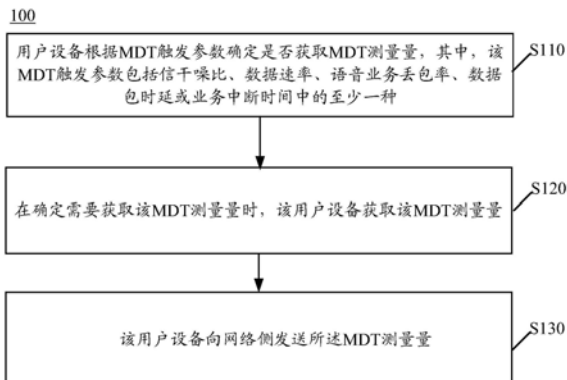 100
用户设备根据MDT触发参数确定是否获取MDT测量量，其中，该
MDT触发参数包括信干噪比、数据速率、语音业务丢包率、数据
包时延或业务中断时间中的至少一种
S110
在确定需要获取该MDT测量量时，该用户设备获取该MDT测量量
S120
该用户设备向网络侧发送所述MDT测量量
S130